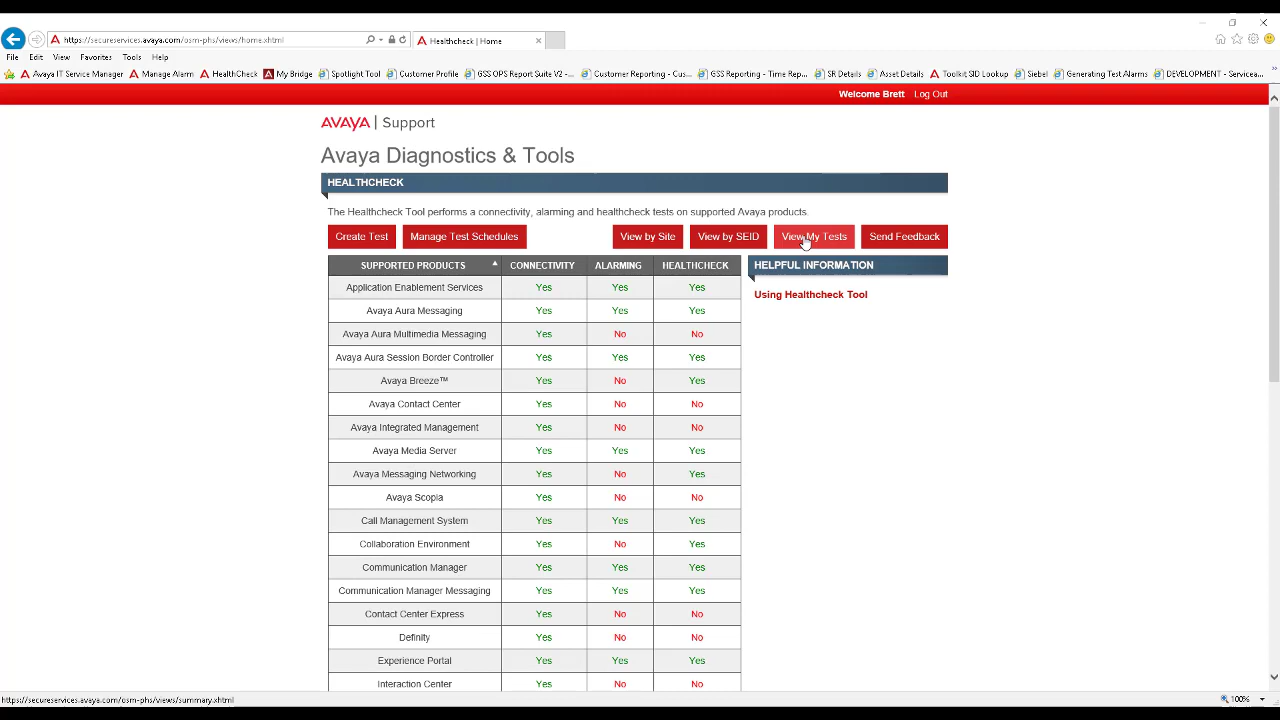 https://secureservices.avaya.com/osm-phs/views/home.xhtml
Healthcheck | Home
File Edit View Favorites Tools Help
Avaya IT Service Manager Manage Alarm HealthCheck My Bridge Spotlight Tool Customer Profile GSS OPS Report Suite V2 -... Customer Reporting - Cus... GSS Reporting - Time Rep... SR Details Asset Details Toolkit SID Lookup Siebel Generating Test Alarms DEVELOPMENT - Servicea...
Welcome Brett Log Out
AVAYA | Support
Avaya Diagnostics & Tools
HEALTHCHECK
The Healthcheck Tool performs a connectivity, alarming and healthcheck tests on supported Avaya products.
Create Test Manage Test Schedules View by Site View by SEID View My Tests Send Feedback
SUPPORTED PRODUCTS CONNECTIVITY ALARMING HEALTHCHECK
HELPFUL INFORMATION
Using Healthcheck Tool
Application Enablement Services Yes Yes Yes
Avaya Aura Messaging Yes Yes Yes
Avaya Aura Multimedia Messaging Yes No No
Avaya Aura Session Border Controller Yes Yes Yes
Avaya Breeze™ Yes No Yes
Avaya Contact Center Yes No No
Avaya Integrated Management Yes No No
Avaya Media Server Yes Yes Yes
Avaya Messaging Networking Yes No Yes
Avaya Scopia Yes No No
Call Management System Yes Yes Yes
Collaboration Environment Yes No Yes
Communication Manager Yes Yes Yes
Communication Manager Messaging Yes Yes Yes
Contact Center Express Yes No No
Definity Yes No No
Experience Portal Yes Yes Yes
Interaction Center Yes No No
https://secureservices.avaya.com/osm-phs/views/summary.xhtml
100%